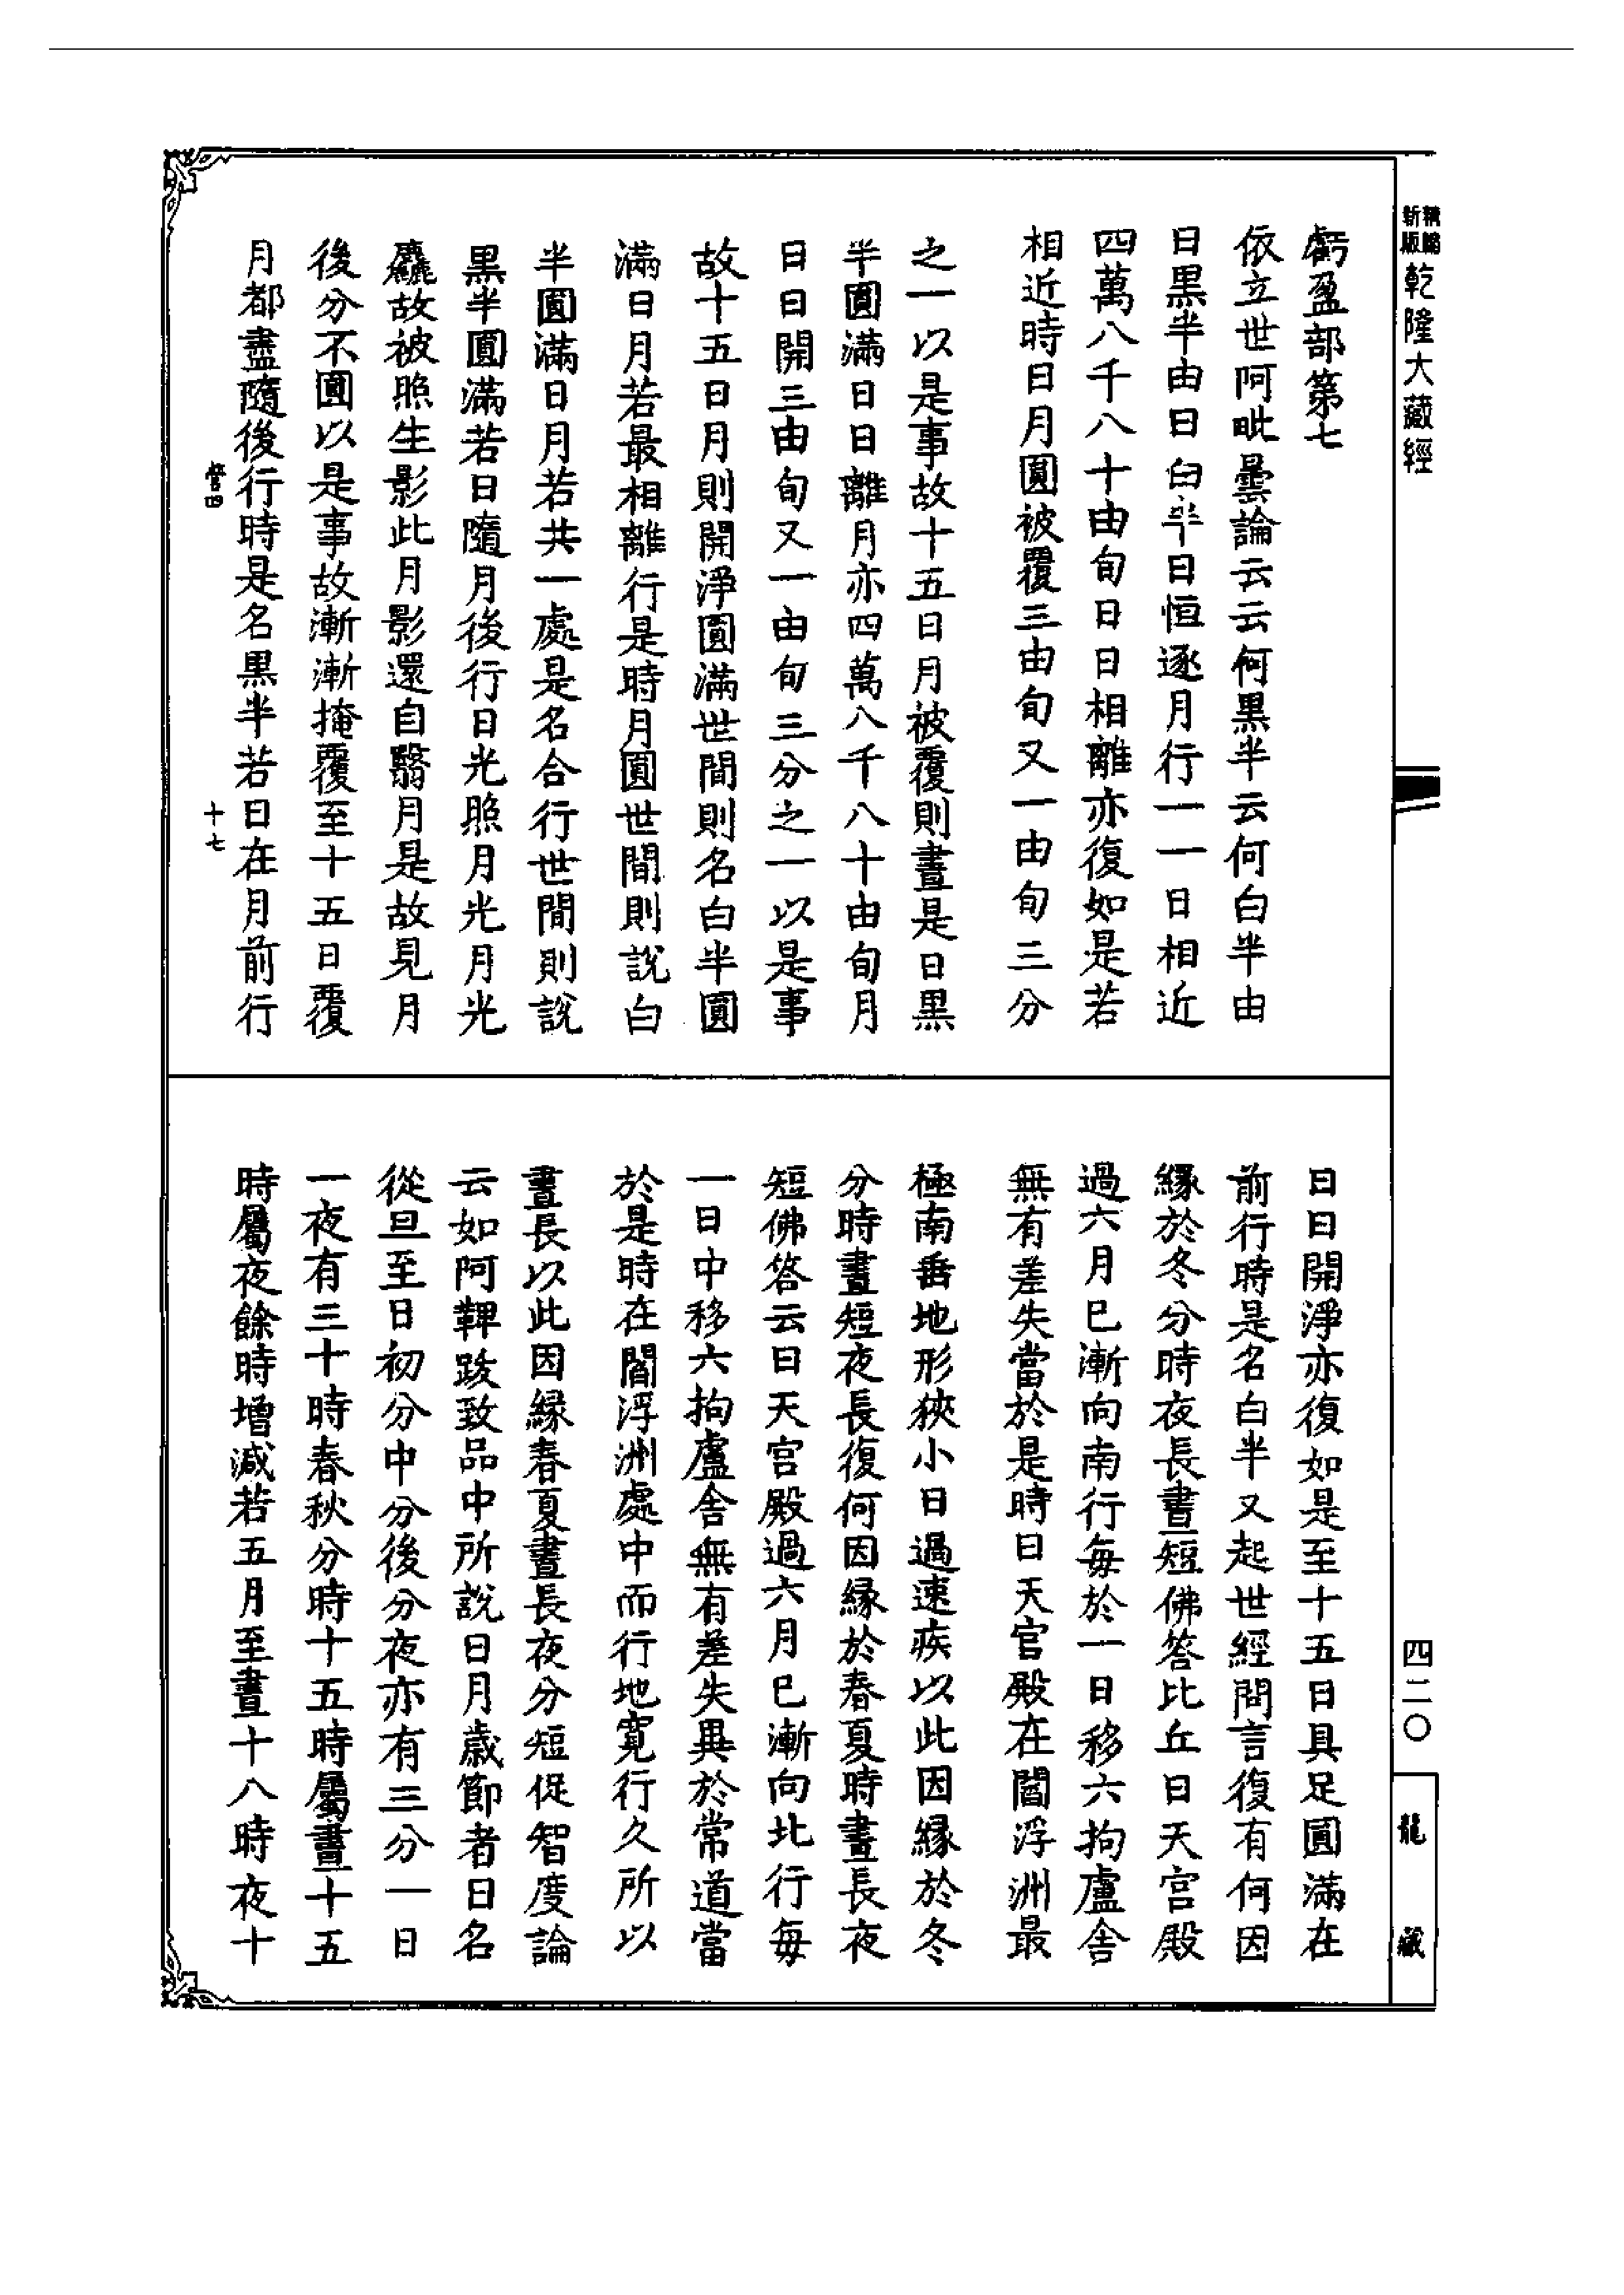 精縮
新版
乾隆大藏經
四二〇
龍藏
虧盈部第七
依立世阿毗曇論云云何黑半云何白半由
日黑半由日白半日恒逐月行一一日相近
四萬八千八十由旬日日相離亦復如是若
相近時日月圓被覆三由旬又一由旬三分
之一以是事故十五日月被覆則盡是日黑
半圓滿日日離月亦四萬八千八十由旬月
日日開三由旬又一由旬三分之一以是事
故十五日月則開淨圓滿世間則名白半圓
滿日月若最相離行是時月圓世間則說白
半圓滿日月若共一處是名合行世間則說
黑半圓滿若日隨月後行日光照月光月光
麤故被照生影此月影還自翳月是故見月
後分不圓以是事故漸漸掩覆至十五日覆
月都盡隨後行時是名黑半若日在月前行
營四
十七
日日開淨亦復如是至十五日具足圓滿在
前行時是名白半又起世經問言復有何因
緣於冬分時夜長晝短佛答比丘日天宮殿
過六月已漸向南行每於一日移六拘盧舍
無有差失當於是時日天宮殿在閻浮洲最
極南垂地形狹小日過速疾以此因緣於冬
分時晝短夜長復何因緣於春夏時晝長夜
短佛答云日天宮殿過六月已漸向北行每
一日中移六拘盧舍無有差失異於常道當
於是時在閻浮洲處中而行地寬行久所以
晝長以此因緣春夏晝長夜分短促智度論
云如阿鞞跋致品中所說日月歲節者日名
從旦至日初分中分後分夜亦有三分一日
一夜有三十時春秋分時十五時屬晝十五
時屬夜餘時增減若五月至晝十八時夜十